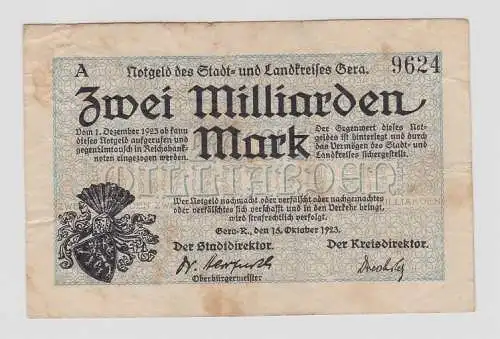 A Notgeld des Stadt- und Landkreises Gera. 9624
Zwei Milliarden
Mark
Vom 1. Dezember 1923 ab kann
dieses Notgeld aufgerufen und
gegen Umtausch in Reichsbank-
noten eingezogen werden.
Der Gegenwert dieses Not-
geldes ist hinterlegt und durch
das Vermögen des Stadt- und
Landkreises sichergestellt.
MILLIARDEN
Wer Notgeld nachmacht oder verfälscht oder nachgemachtes
oder verfälschtes sich verschafft und in den Verkehr bringt,
wird strafrechtlich verfolgt.
Gera-R., den 16. Oktober 1923.
Der Stadtdirektor. Der Kreisdirektor.
Oberbürgermeister